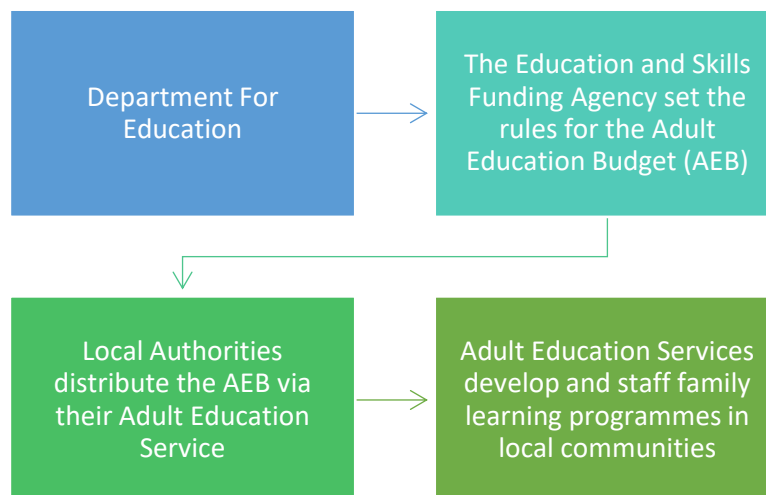 Department For
Education
The Education and Skills
Funding Agency set the
rules for the Adult
Education Budget (AEB)
Local Authorities
distribute the AEB via
their Adult Education
Service
Adult Education Services
develop and staff family
learning programmes in
local communities